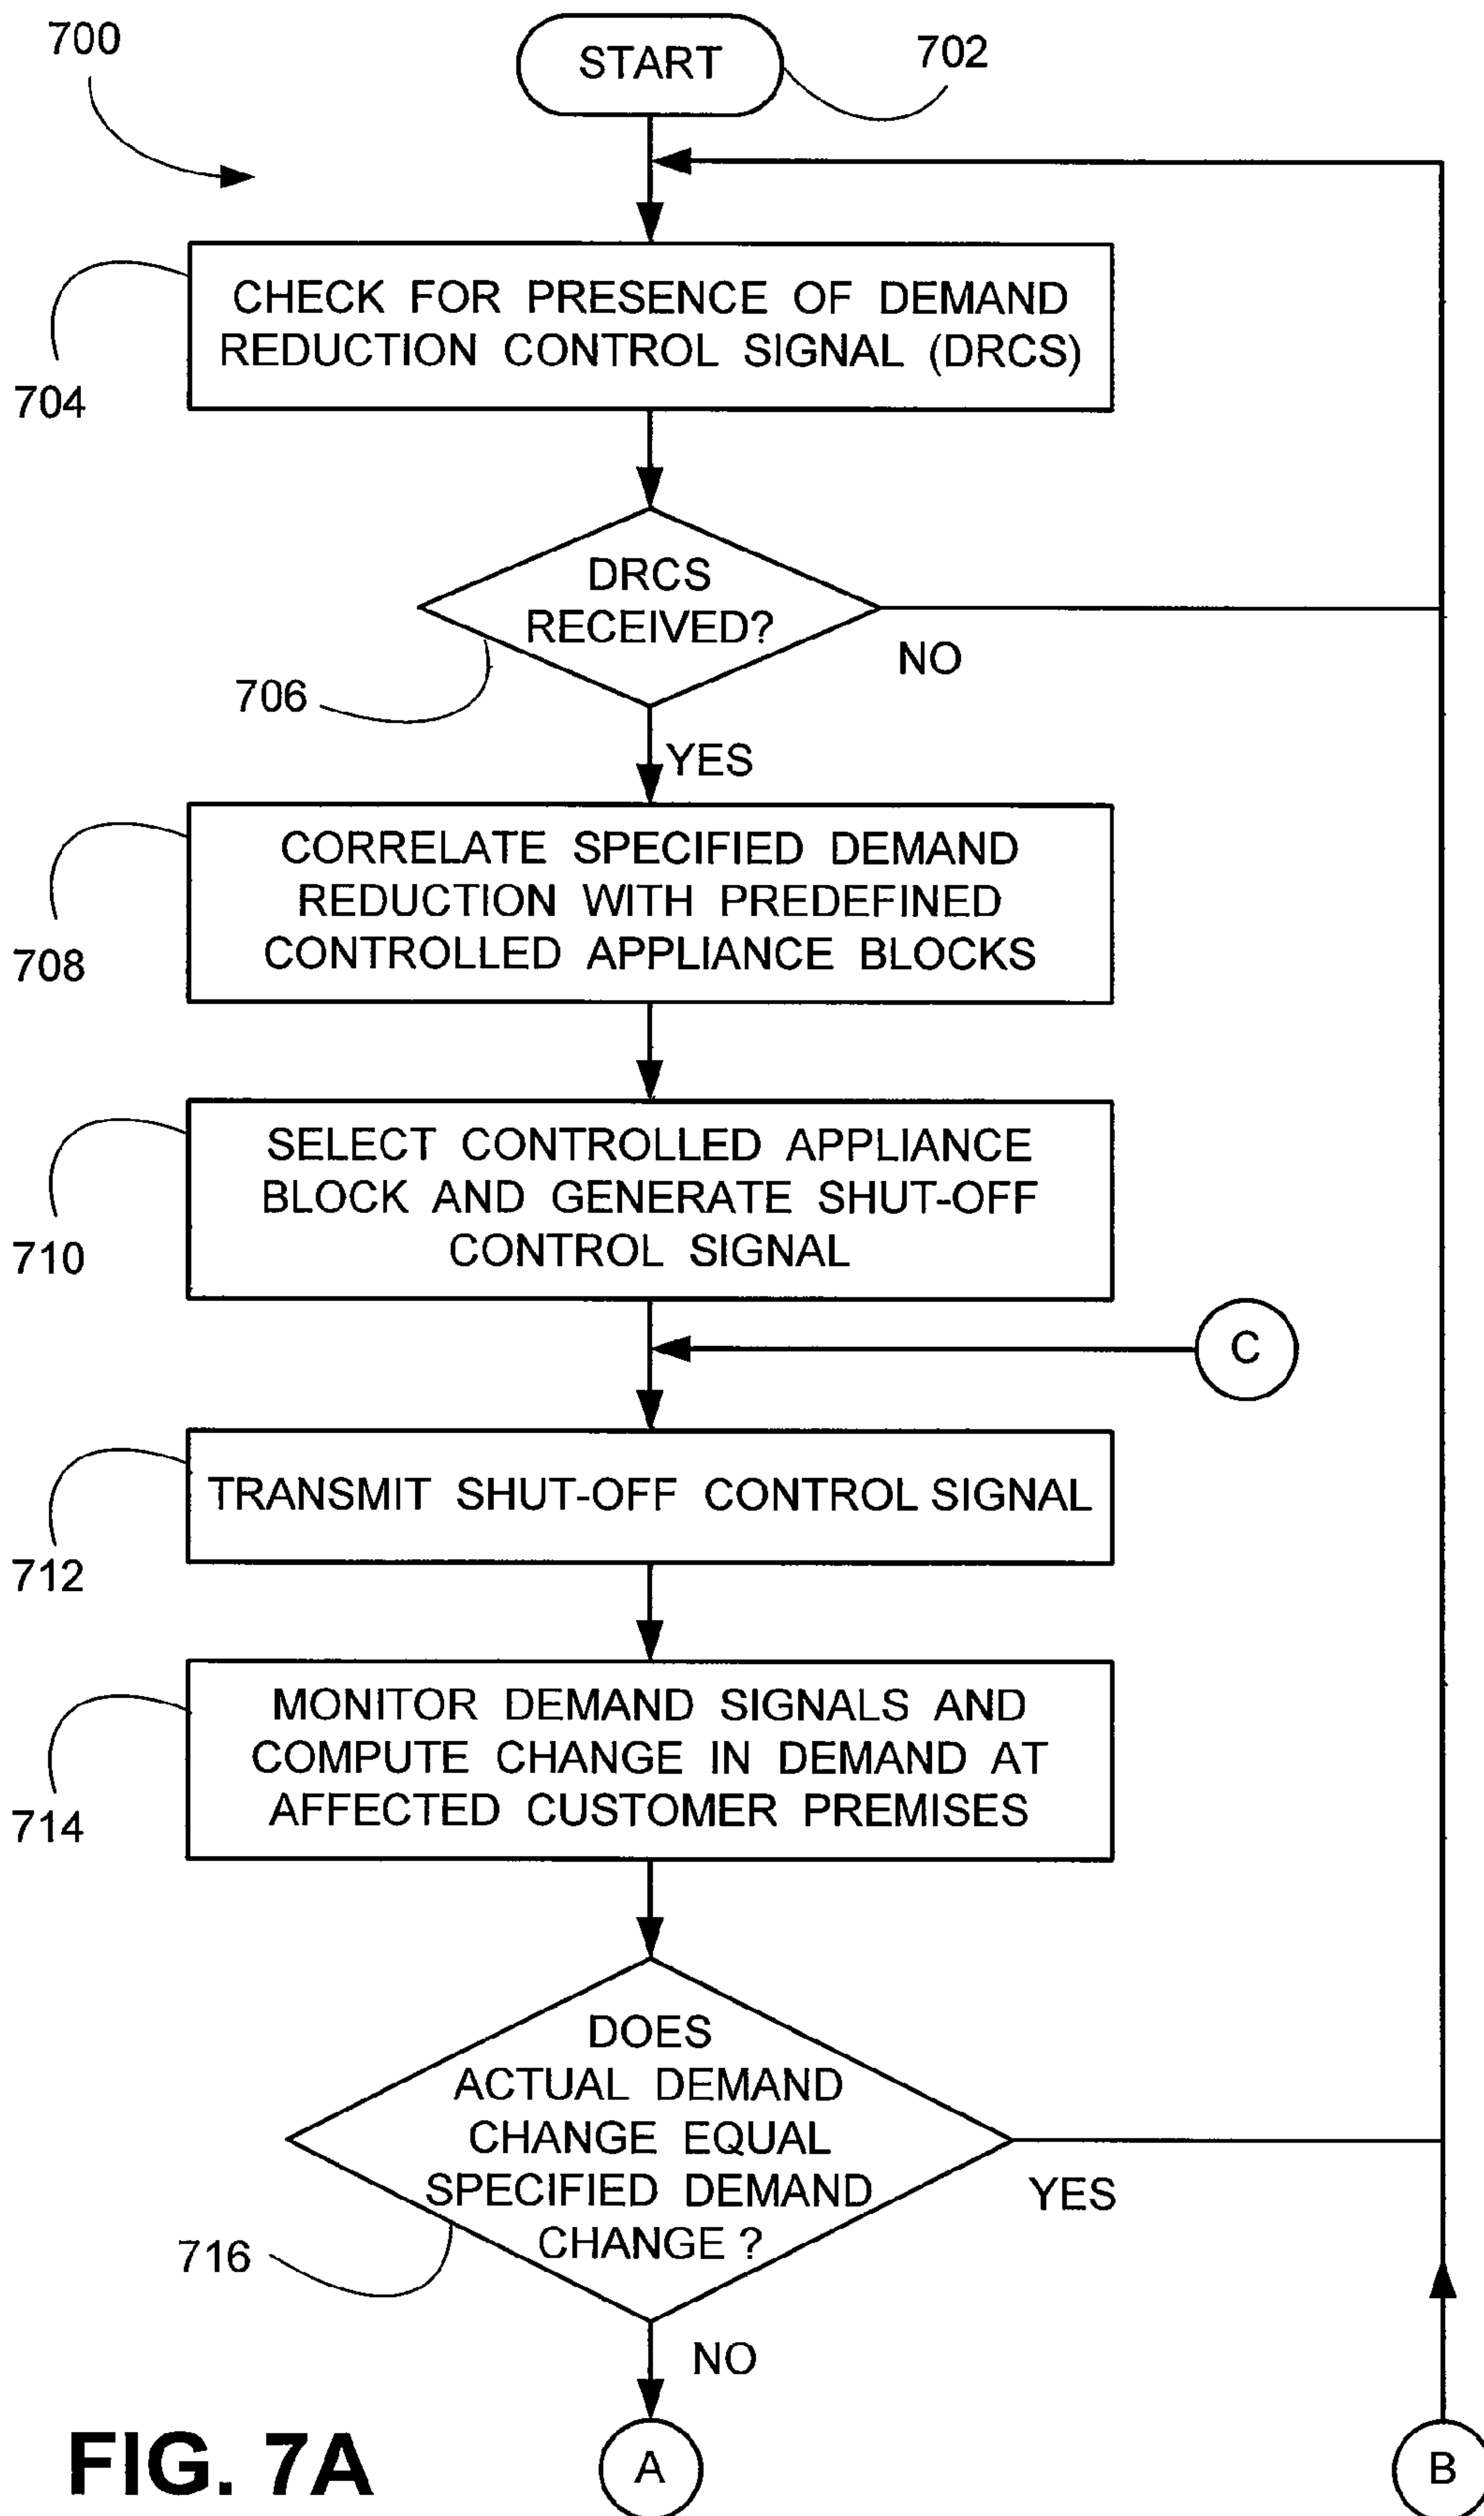 700
START
702
CHECK FOR PRESENCE OF DEMAND
REDUCTION CONTROL SIGNAL (DRCS)
704
DRCS
RECEIVED?
NO
706
YES
CORRELATE SPECIFIED DEMAND
REDUCTION WITH PREDEFINED
CONTROLLED APPLIANCE BLOCKS
708
SELECT CONTROLLED APPLIANCE
BLOCK AND GENERATE SHUT-OFF
CONTROL SIGNAL
710
C
TRANSMIT SHUT-OFF CONTROL SIGNAL
712
MONITOR DEMAND SIGNALS AND
COMPUTE CHANGE IN DEMAND AT
AFFECTED CUSTOMER PREMISES
714
DOES
ACTUAL DEMAND
CHANGE EQUAL
SPECIFIED DEMAND
CHANGE ?
YES
716
NO
FIG. 7A
A
B